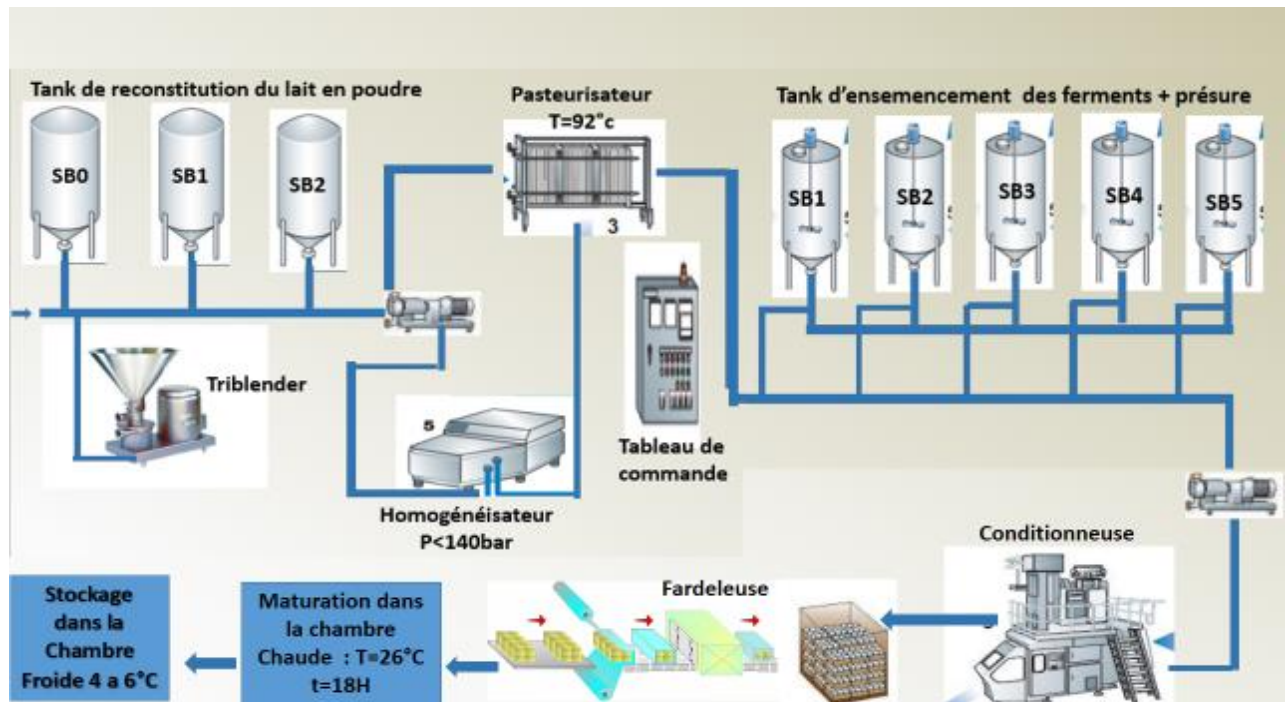 Tank de reconstitution du lait en poudre
SB0
SB1
SB2
Pasteurisateur
T=92°c
3
Tank d’ensemencement des ferments + présure
SB1
SB2
SB3
SB4
SB5
Triblender
5
Homogénéisateur
P<140bar
Tableau de
commande
Conditionneuse
Fardeleuse
Maturation dans
la chambre
Chaude : T=26°C
t=18H
Stockage
dans la
Chambre
Froide 4 a 6°C